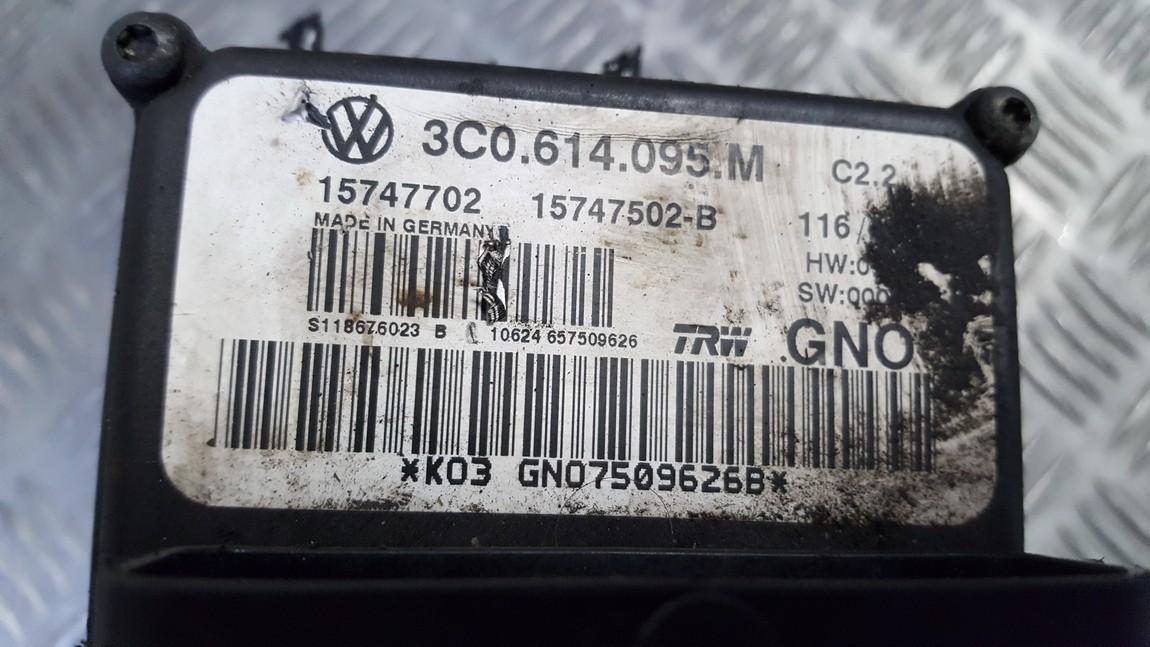 3C0.614.095.M C2.2
15747702 15747502-B 116/
MADE IN GERMANY
HW:0
SW:000
S118676023 B 10624 657509626
TRW GNO
*K03 GNO7509626B*